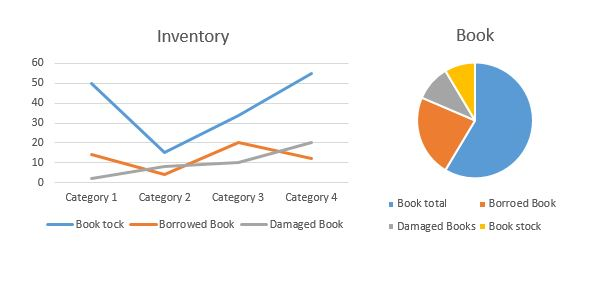 Inventory
60
50
40
30
20
10
0
Category 1 Category 2 Category 3 Category 4
Book tock Borrowed Book Damaged Book
Book
Book total Borroed Book
Damaged Books Book stock